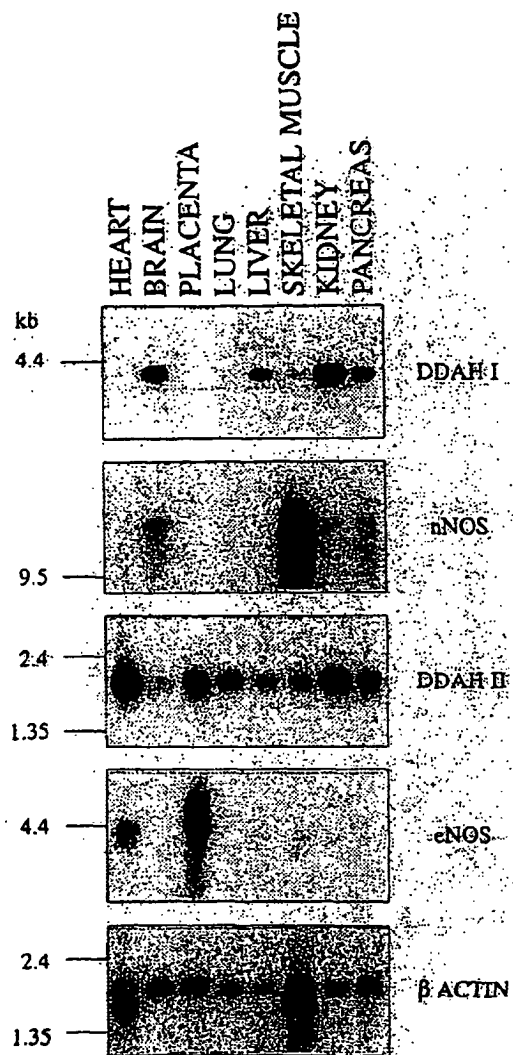 HEART
BRAIN
PLACENTA
LUNG
LIVER
SKELETAL MUSCLE
KIDNEY
PANCREAS
kb
4.4
DDAH I
nNOS
9.5
2.4
DDAH II
1.35
4.4
eNOS
2.4
β ACTIN
1.35